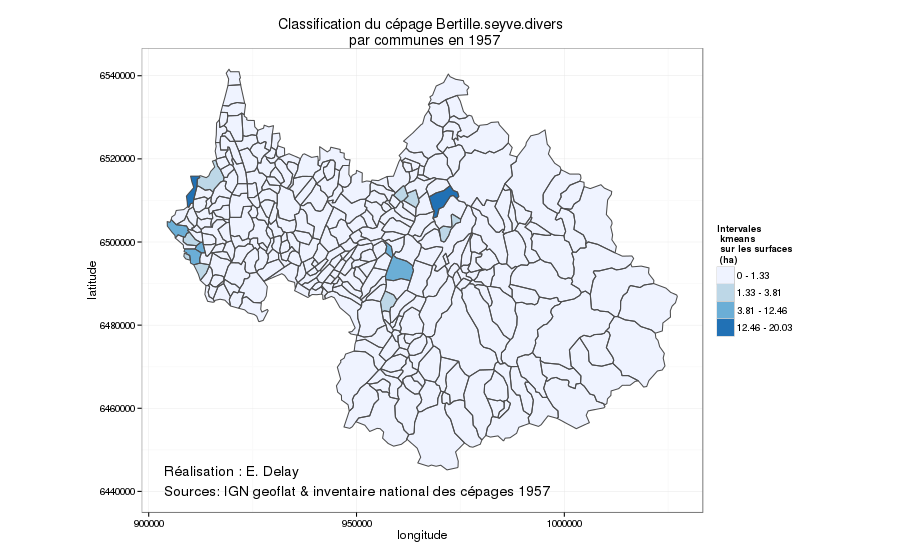 Classification du cépage Bertille.seyve.divers
par communes en 1957
latitude
6540000
6520000
6500000
6480000
6460000
6440000
900000
950000
1000000
longitude
Réalisation : E. Delay
Sources: IGN geoflat & inventaire national des cépages 1957
Intervales
kmeans
sur les surfaces
(ha)
0 - 1.33
1.33 - 3.81
3.81 - 12.46
12.46 - 20.03